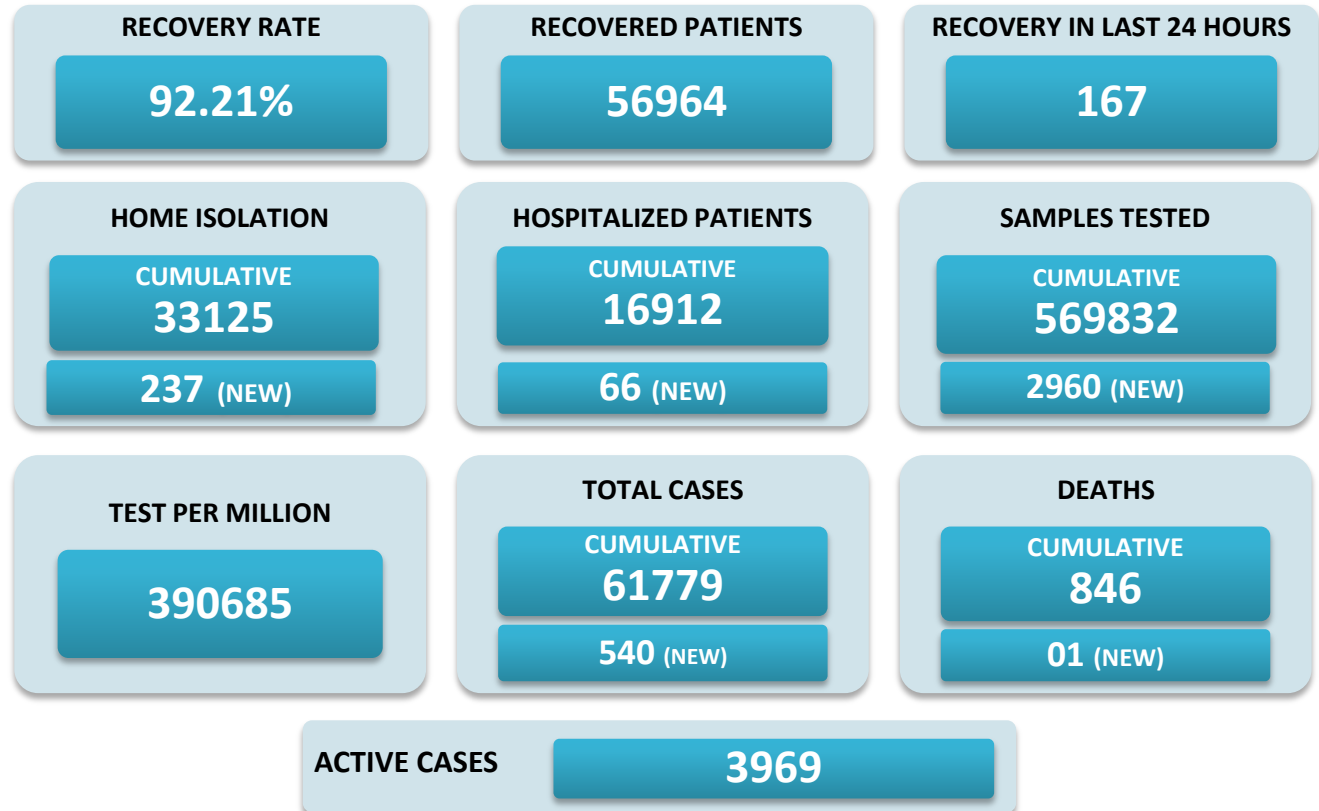 RECOVERY RATE
92.21%
RECOVERED PATIENTS
56964
RECOVERY IN LAST 24 HOURS
167
HOME ISOLATION
CUMULATIVE
33125
237 (NEW)
HOSPITALIZED PATIENTS
CUMULATIVE
16912
66 (NEW)
SAMPLES TESTED
CUMULATIVE
569832
2960 (NEW)
TEST PER MILLION
390685
TOTAL CASES
CUMULATIVE
61779
540 (NEW)
DEATHS
CUMULATIVE
846
01 (NEW)
ACTIVE CASES
3969